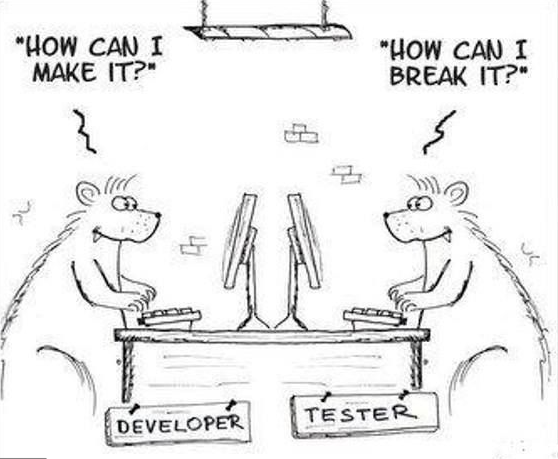 "HOW CAN I
MAKE IT?"
"HOW CAN I
BREAK IT?"
DEVELOPER
TESTER